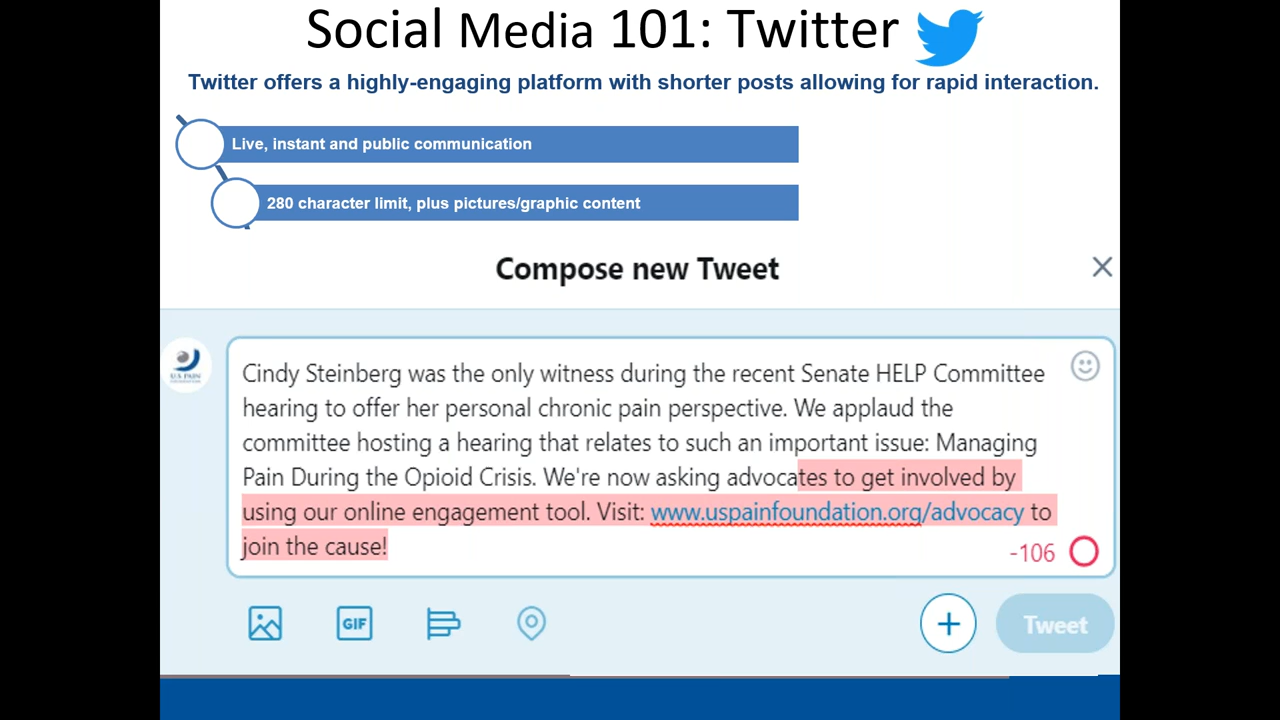 Social Media 101: Twitter
Twitter offers a highly-engaging platform with shorter posts allowing for rapid interaction.
Live, instant and public communication
280 character limit, plus pictures/graphic content
Compose new Tweet
U.S. PAIN
FOUNDATION
Cindy Steinberg was the only witness during the recent Senate HELP Committee
hearing to offer her personal chronic pain perspective. We applaud the
committee hosting a hearing that relates to such an important issue: Managing
Pain During the Opioid Crisis. We're now asking advocates to get involved by
using our online engagement tool. Visit: www.uspainfoundation.org/advocacy to
join the cause!
-106
GIF
Tweet